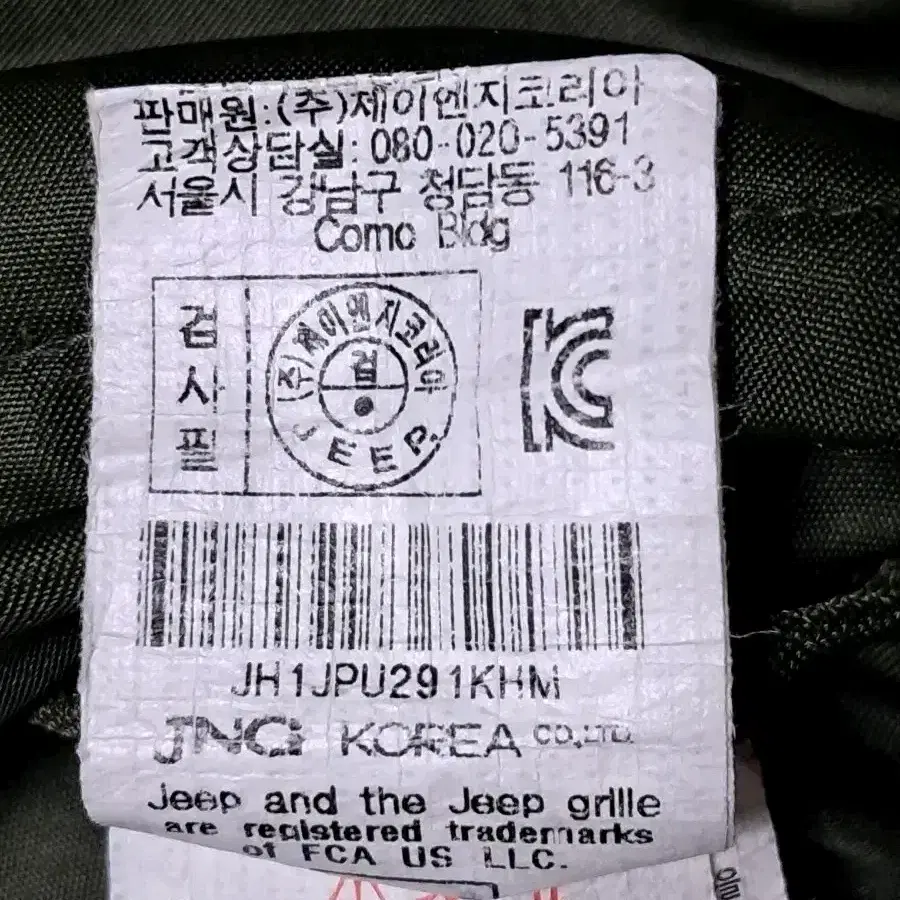 판매원:(주)제이엔지코리아
고객상담실: 080-020-5391
서울시 강남구 청담동 116-3
Como Bldg
검사필
(주)제이엔지코리아
검
JEEP
JH1JPU291KHM
JNG KOREA CO.,LTD.
Jeep and the Jeep grille
are registered trademarks
of FCA US LLC.